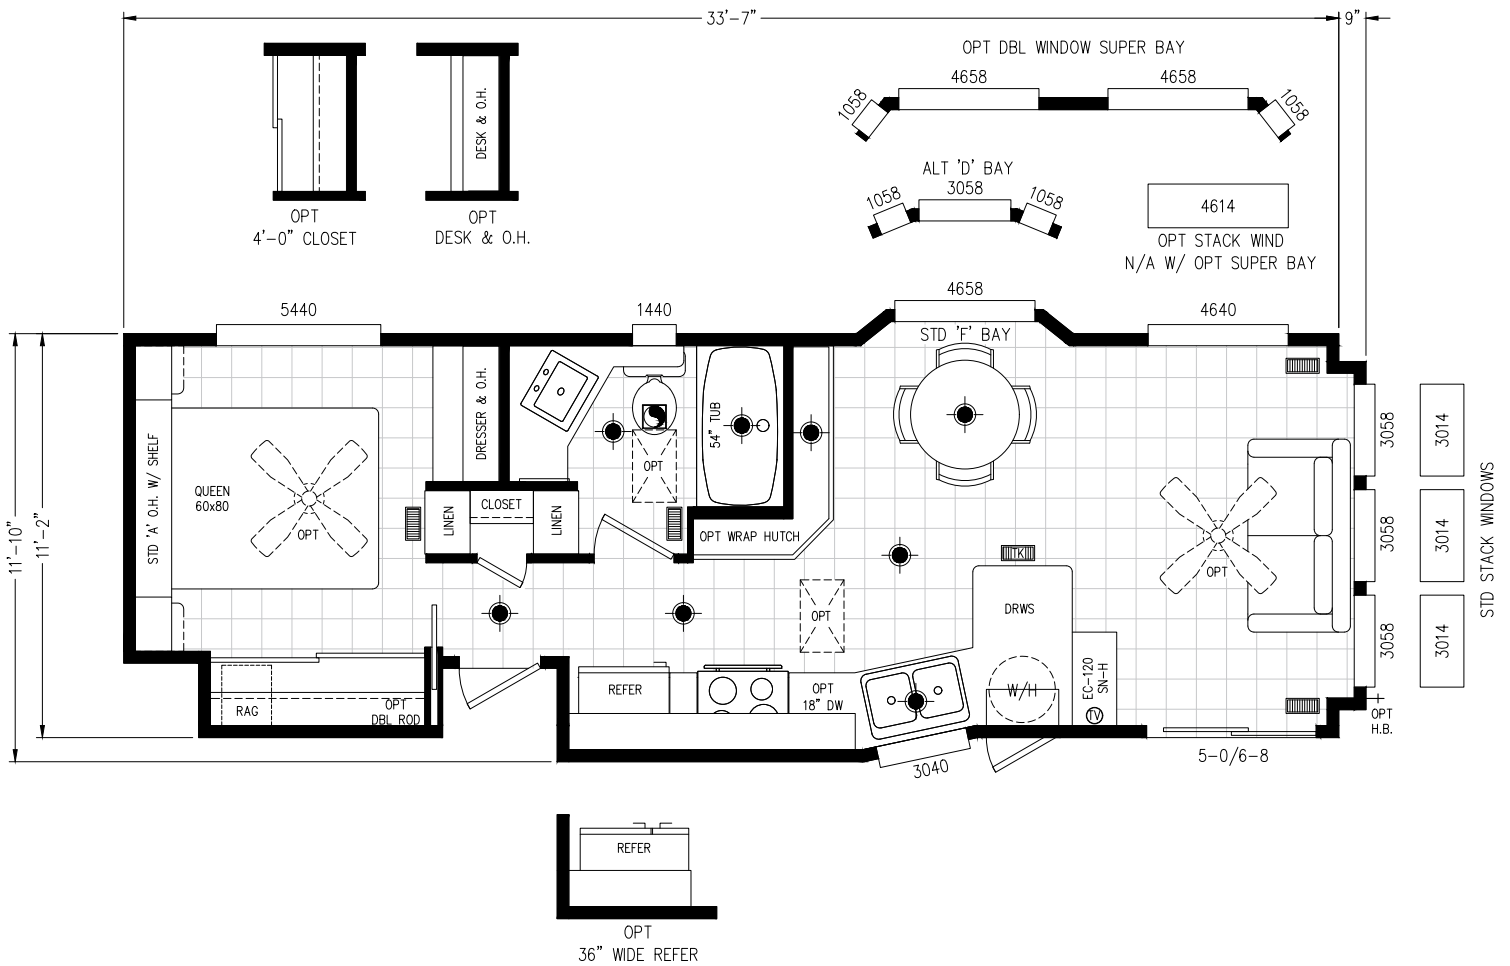 33'-7"
9"
OPT DBL WINDOW SUPER BAY
4658
4658
1058
1058
DESK & O.H.
OPT
4'-0" CLOSET
OPT
DESK & O.H.
ALT 'D' BAY
3058
1058
1058
4614
OPT STACK WIND
N/A W/ OPT SUPER BAY
5440
1440
4658
4640
STD 'F' BAY
11'-10"
11'-2"
STD 'A' O.H. W/ SHELF
QUEEN
60x80
OPT
DRESSER & O.H.
LINEN
CLOSET
LINEN
OPT
54" TUB
OPT WRAP HUTCH
OPT
TK
OPT
3058
3058
3058
3014
3014
3014
STD STACK WINDOWS
DRWS
W/H
EC-120
SN-H
TV
RAG
OPT
DBL ROD
REFER
OPT
18" DW
3040
5-0/6-8
OPT
H.B.
REFER
OPT
36" WIDE REFER